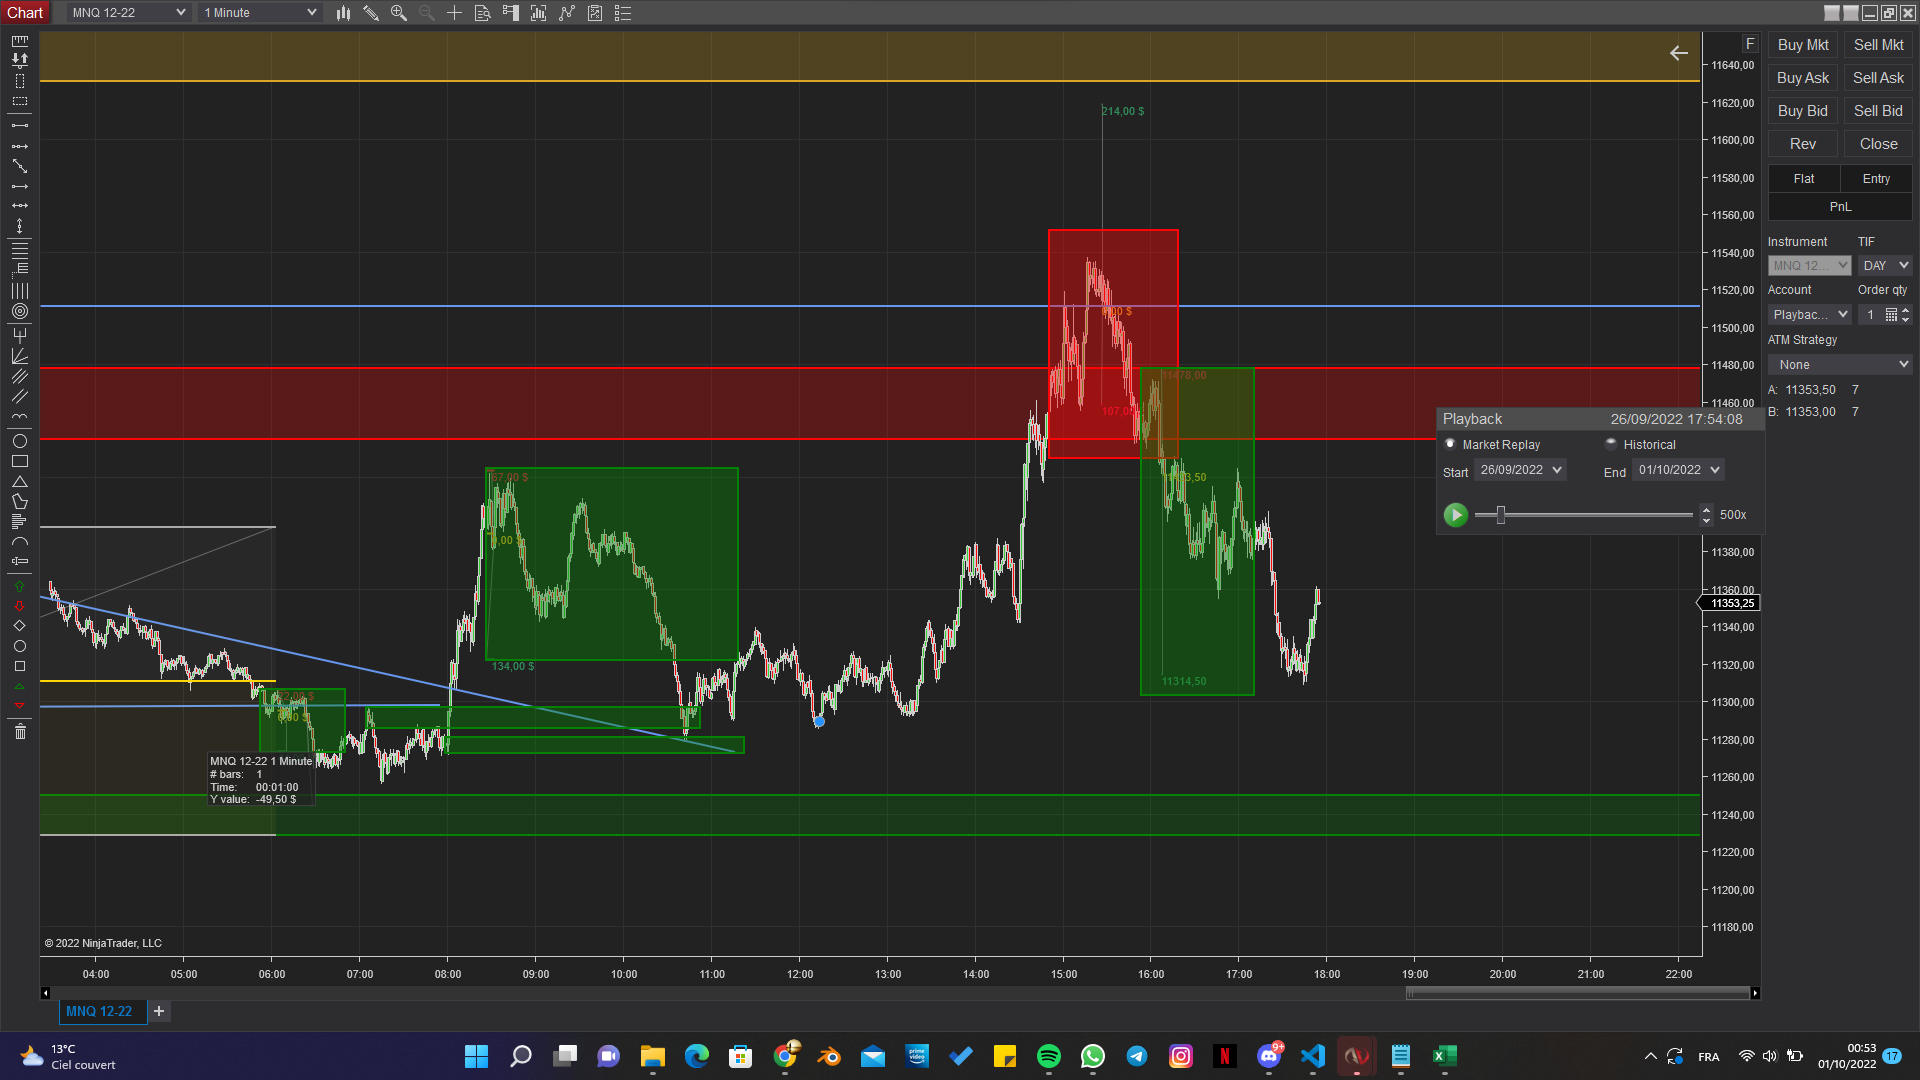 Chart
MNQ 12-22
1 Minute
F
11640,00
11620,00
11600,00
11580,00
11560,00
11540,00
11520,00
11500,00
11480,00
11460,00
11380,00
11360,00
11353,25
11340,00
11320,00
11300,00
11280,00
11260,00
11240,00
11220,00
11200,00
11180,00
214,00 $
11478,00
11314,50
67,00 $
134,00 $
MNQ 12-22 1 Minute
# bars: 1
Time: 00:01:00
Y value: -49,50 $
© 2022 NinjaTrader, LLC
04:00 05:00 06:00 07:00 08:00 09:00 10:00 11:00 12:00 13:00 14:00 15:00 16:00 17:00 18:00 19:00 20:00 21:00 22:00
MNQ 12-22
+
Buy Mkt Sell Mkt
Buy Ask Sell Ask
Buy Bid Sell Bid
Rev Close
Flat Entry
PnL
Instrument TIF
MNQ 12... DAY
Account Order qty
Playbac... 1
ATM Strategy
None
A: 11353,50 7
B: 11353,00 7
Playback 26/09/2022 17:54:08
Market Replay Historical
Start 26/09/2022 End 01/10/2022
500x
13°C
Ciel couvert
prime video
9+
FRA
00:53
01/10/2022
17